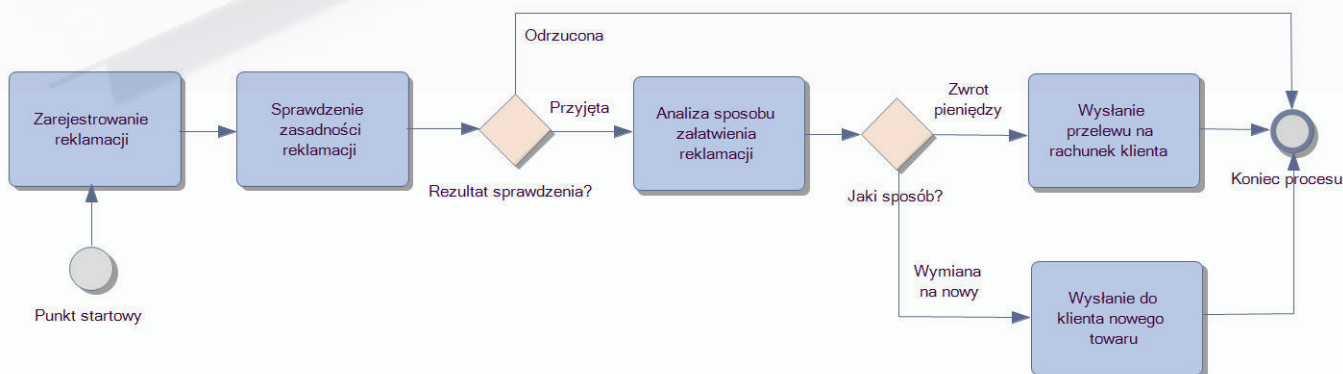 Odrzucona
Zarejestrowanie
reklamacji
Sprawdzenie
zasadności
reklamacji
Przyjęta
Rezultat sprawdzenia?
Analiza sposobu
załatwienia
reklamacji
Zwrot
pieniędzy
Jaki sposób?
Wysłanie
przelewu na
rachunek klienta
Koniec procesu
Punkt startowy
Wymiana
na nowy
Wysłanie do
klienta nowego
towaru